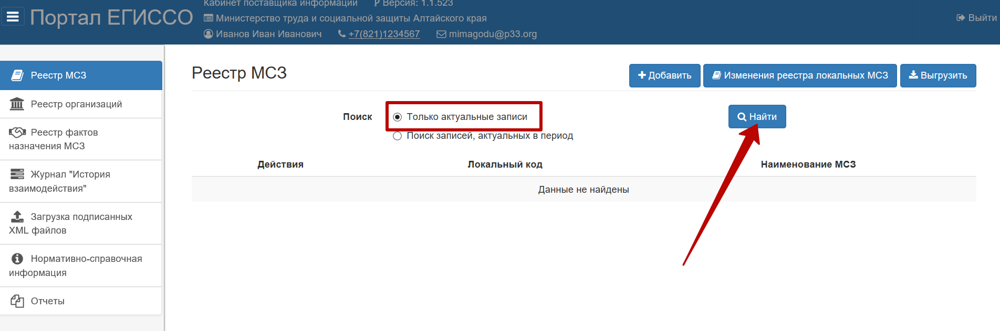 Кабинет поставщика информации Версия: 1.1.523
Портал ЕГИССО
Министерство труда и социальной защиты Алтайского края
Выйти
Иванов Иван Иванович +7(821)1234567 mimagodu@p33.org
Реестр МСЗ
Реестр организаций
Реестр фактов
назначения МСЗ
Журнал "История
взаимодействия"
Загрузка подписанных
XML файлов
Нормативно-справочная
информация
Отчеты
Реестр МСЗ
Добавить Изменения реестра локальных МСЗ Выгрузить
Поиск Только актуальные записи Найти
Поиск записей, актуальных в период
Действия Локальный код Наименование МСЗ
Данные не найдены